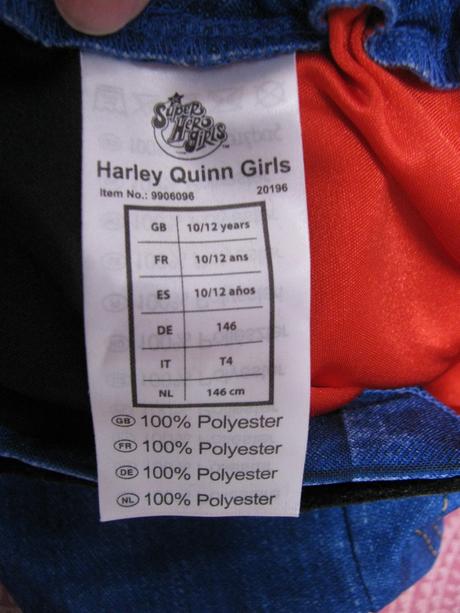 Super
Hero
Girls
TM
Harley Quinn Girls
Item No.: 9906096 20196
GB 10/12 years
FR 10/12 ans
ES 10/12 años
DE 146
IT T4
NL 146 cm
GB 100% Polyester
FR 100% Polyester
DE 100% Polyester
NL 100% Polyester